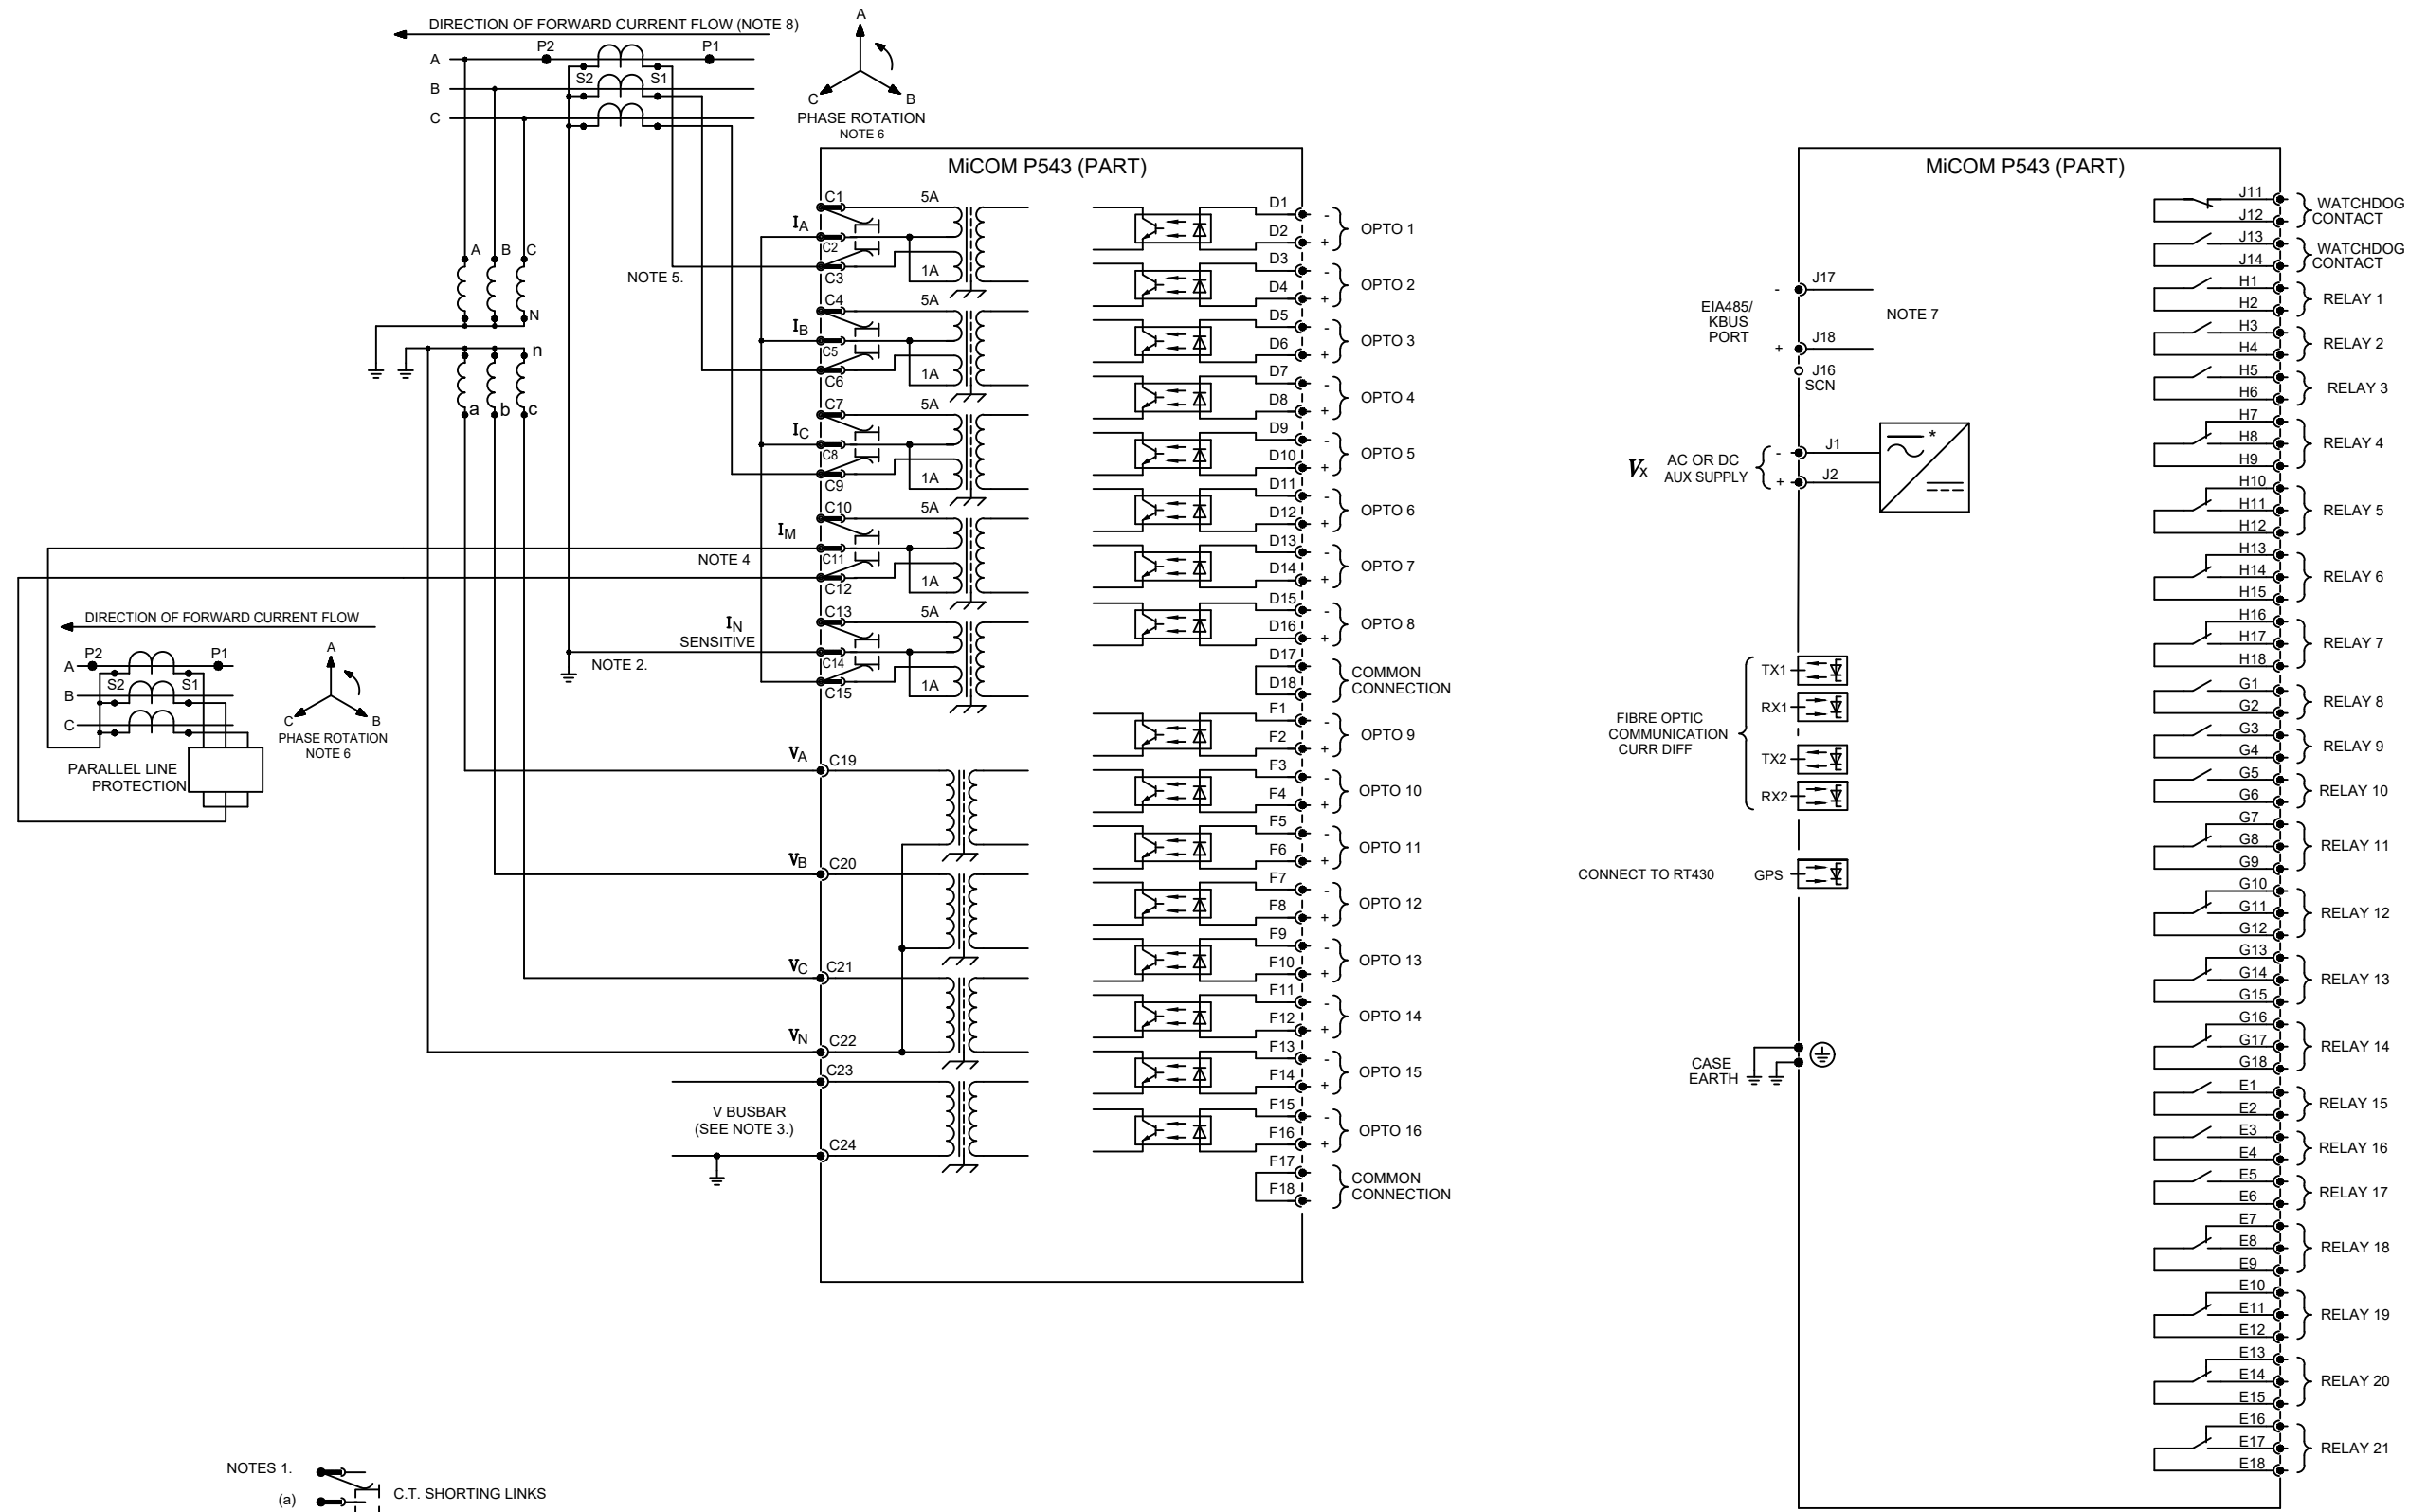 DIRECTION OF FORWARD CURRENT FLOW (NOTE 8)
A
P2
P1
A
S2
S1
B
C
C
B
PHASE ROTATION
NOTE 6
A
B
C
N
n
a
b
c
NOTE 5.
NOTE 4
NOTE 2.
DIRECTION OF FORWARD CURRENT FLOW
P2
P1
A
S2
S1
B
C
A
C
B
PHASE ROTATION
NOTE 6
PARALLEL LINE
PROTECTION
MiCOM P543 (PART)
C1
5A
IA
C2
C3
1A
C4
5A
IB
C5
C6
1A
C7
5A
IC
C8
C9
1A
C10
5A
IM
C11
C12
1A
C13
5A
IN
SENSITIVE
C14
C15
1A
VA
C19
VB
C20
VC
C21
VN
C22
C23
V BUSBAR
(SEE NOTE 3.)
C24
D1
-
D2
+
OPTO 1
D3
-
D4
+
OPTO 2
D5
-
D6
+
OPTO 3
D7
-
D8
+
OPTO 4
D9
-
D10
+
OPTO 5
D11
-
D12
+
OPTO 6
D13
-
D14
+
OPTO 7
D15
-
D16
+
OPTO 8
D17
D18
COMMON
CONNECTION
F1
-
F2
+
OPTO 9
F3
-
F4
+
OPTO 10
F5
-
F6
+
OPTO 11
F7
-
F8
+
OPTO 12
F9
-
F10
+
OPTO 13
F11
-
F12
+
OPTO 14
F13
-
F14
+
OPTO 15
F15
-
F16
+
OPTO 16
F17
F18
COMMON
CONNECTION
MiCOM P543 (PART)
EIA485/
KBUS
PORT
-
J17
NOTE 7
+
J18
J16
SCN
Vx
AC OR DC
AUX SUPPLY
-
J1
+
J2
*
FIBRE OPTIC
COMMUNICATION
CURR DIFF
TX1
RX1
TX2
RX2
CONNECT TO RT430
GPS
CASE
EARTH
J11
J12
WATCHDOG
CONTACT
J13
J14
WATCHDOG
CONTACT
H1
H2
RELAY 1
H3
H4
RELAY 2
H5
H6
RELAY 3
H7
H8
H9
RELAY 4
H10
H11
H12
RELAY 5
H13
H14
H15
RELAY 6
H16
H17
H18
RELAY 7
G1
G2
RELAY 8
G3
G4
RELAY 9
G5
G6
RELAY 10
G7
G8
G9
RELAY 11
G10
G11
G12
RELAY 12
G13
G14
G15
RELAY 13
G16
G17
G18
RELAY 14
E1
E2
RELAY 15
E3
E4
RELAY 16
E5
E6
RELAY 17
E7
E8
E9
RELAY 18
E10
E11
E12
RELAY 19
E13
E14
E15
RELAY 20
E16
E17
E18
RELAY 21
NOTES 1.
(a)
C.T. SHORTING LINKS